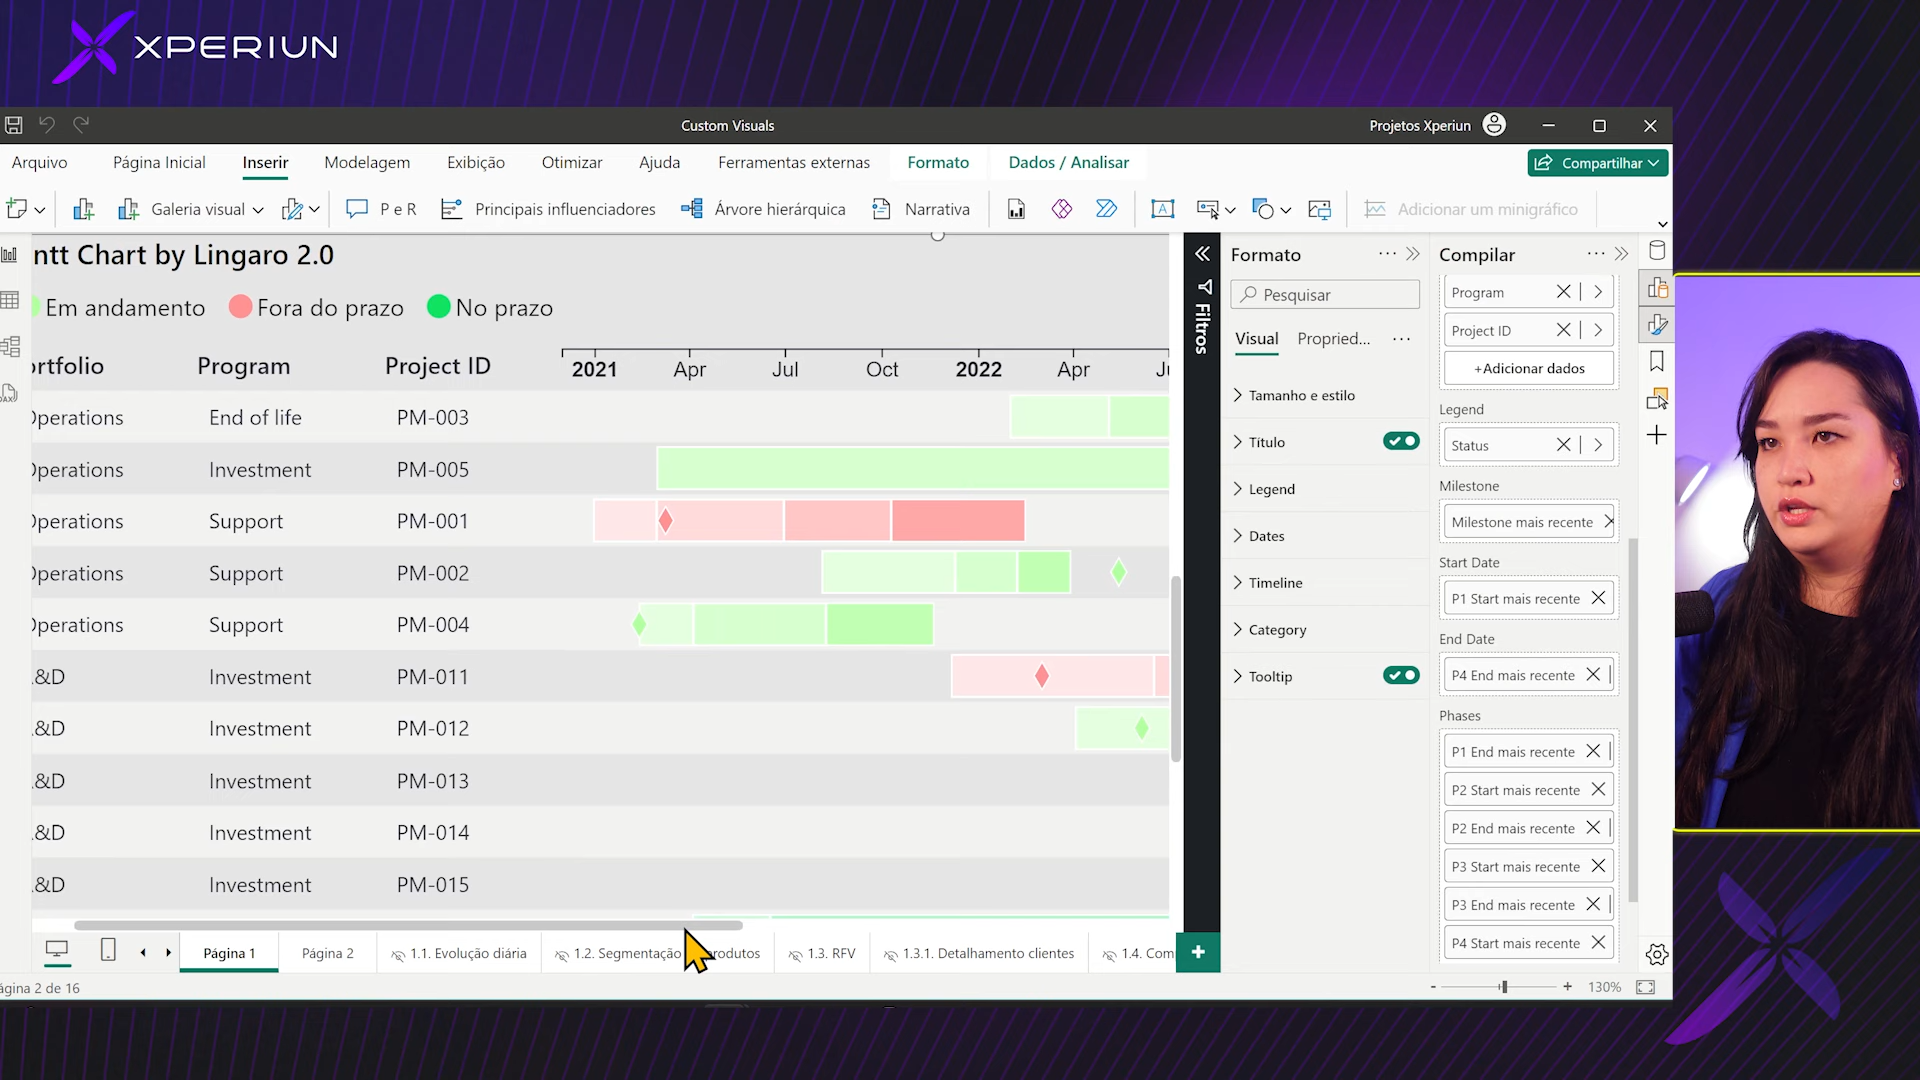 XPERIUN
Custom Visuals
Projetos Xperiun
Arquivo
Página Inicial
Inserir
Modelagem
Exibição
Otimizar
Ajuda
Ferramentas externas
Formato
Dados / Analisar
Compartilhar
Galeria visual
P e R
Principais influenciadores
Árvore hierárquica
Narrativa
Adicionar um minigráfico
ntt Chart by Lingaro 2.0
Em andamento
Fora do prazo
No prazo
ortfolio Program Project ID
2021 Apr Jul Oct 2022 Apr Ju
Operations End of life PM-003
Operations Investment PM-005
Operations Support PM-001
Operations Support PM-002
Operations Support PM-004
&D Investment PM-011
&D Investment PM-012
&D Investment PM-013
&D Investment PM-014
&D Investment PM-015
Filtros
Formato
Pesquisar
Visual Propried...
Tamanho e estilo
Título
Legend
Dates
Timeline
Category
Tooltip
Compilar
Program
Project ID
+Adicionar dados
Legend
Status
Milestone
Milestone mais recente
Start Date
P1 Start mais recente
End Date
P4 End mais recente
Phases
P1 End mais recente
P2 Start mais recente
P2 End mais recente
P3 Start mais recente
P3 End mais recente
P4 Start mais recente
Página 1
Página 2
1.1. Evolução diária
1.2. Segmentação rodutos
1.3. RFV
1.3.1. Detalhamento clientes
1.4. Com
ágina 2 de 16
- + 130%